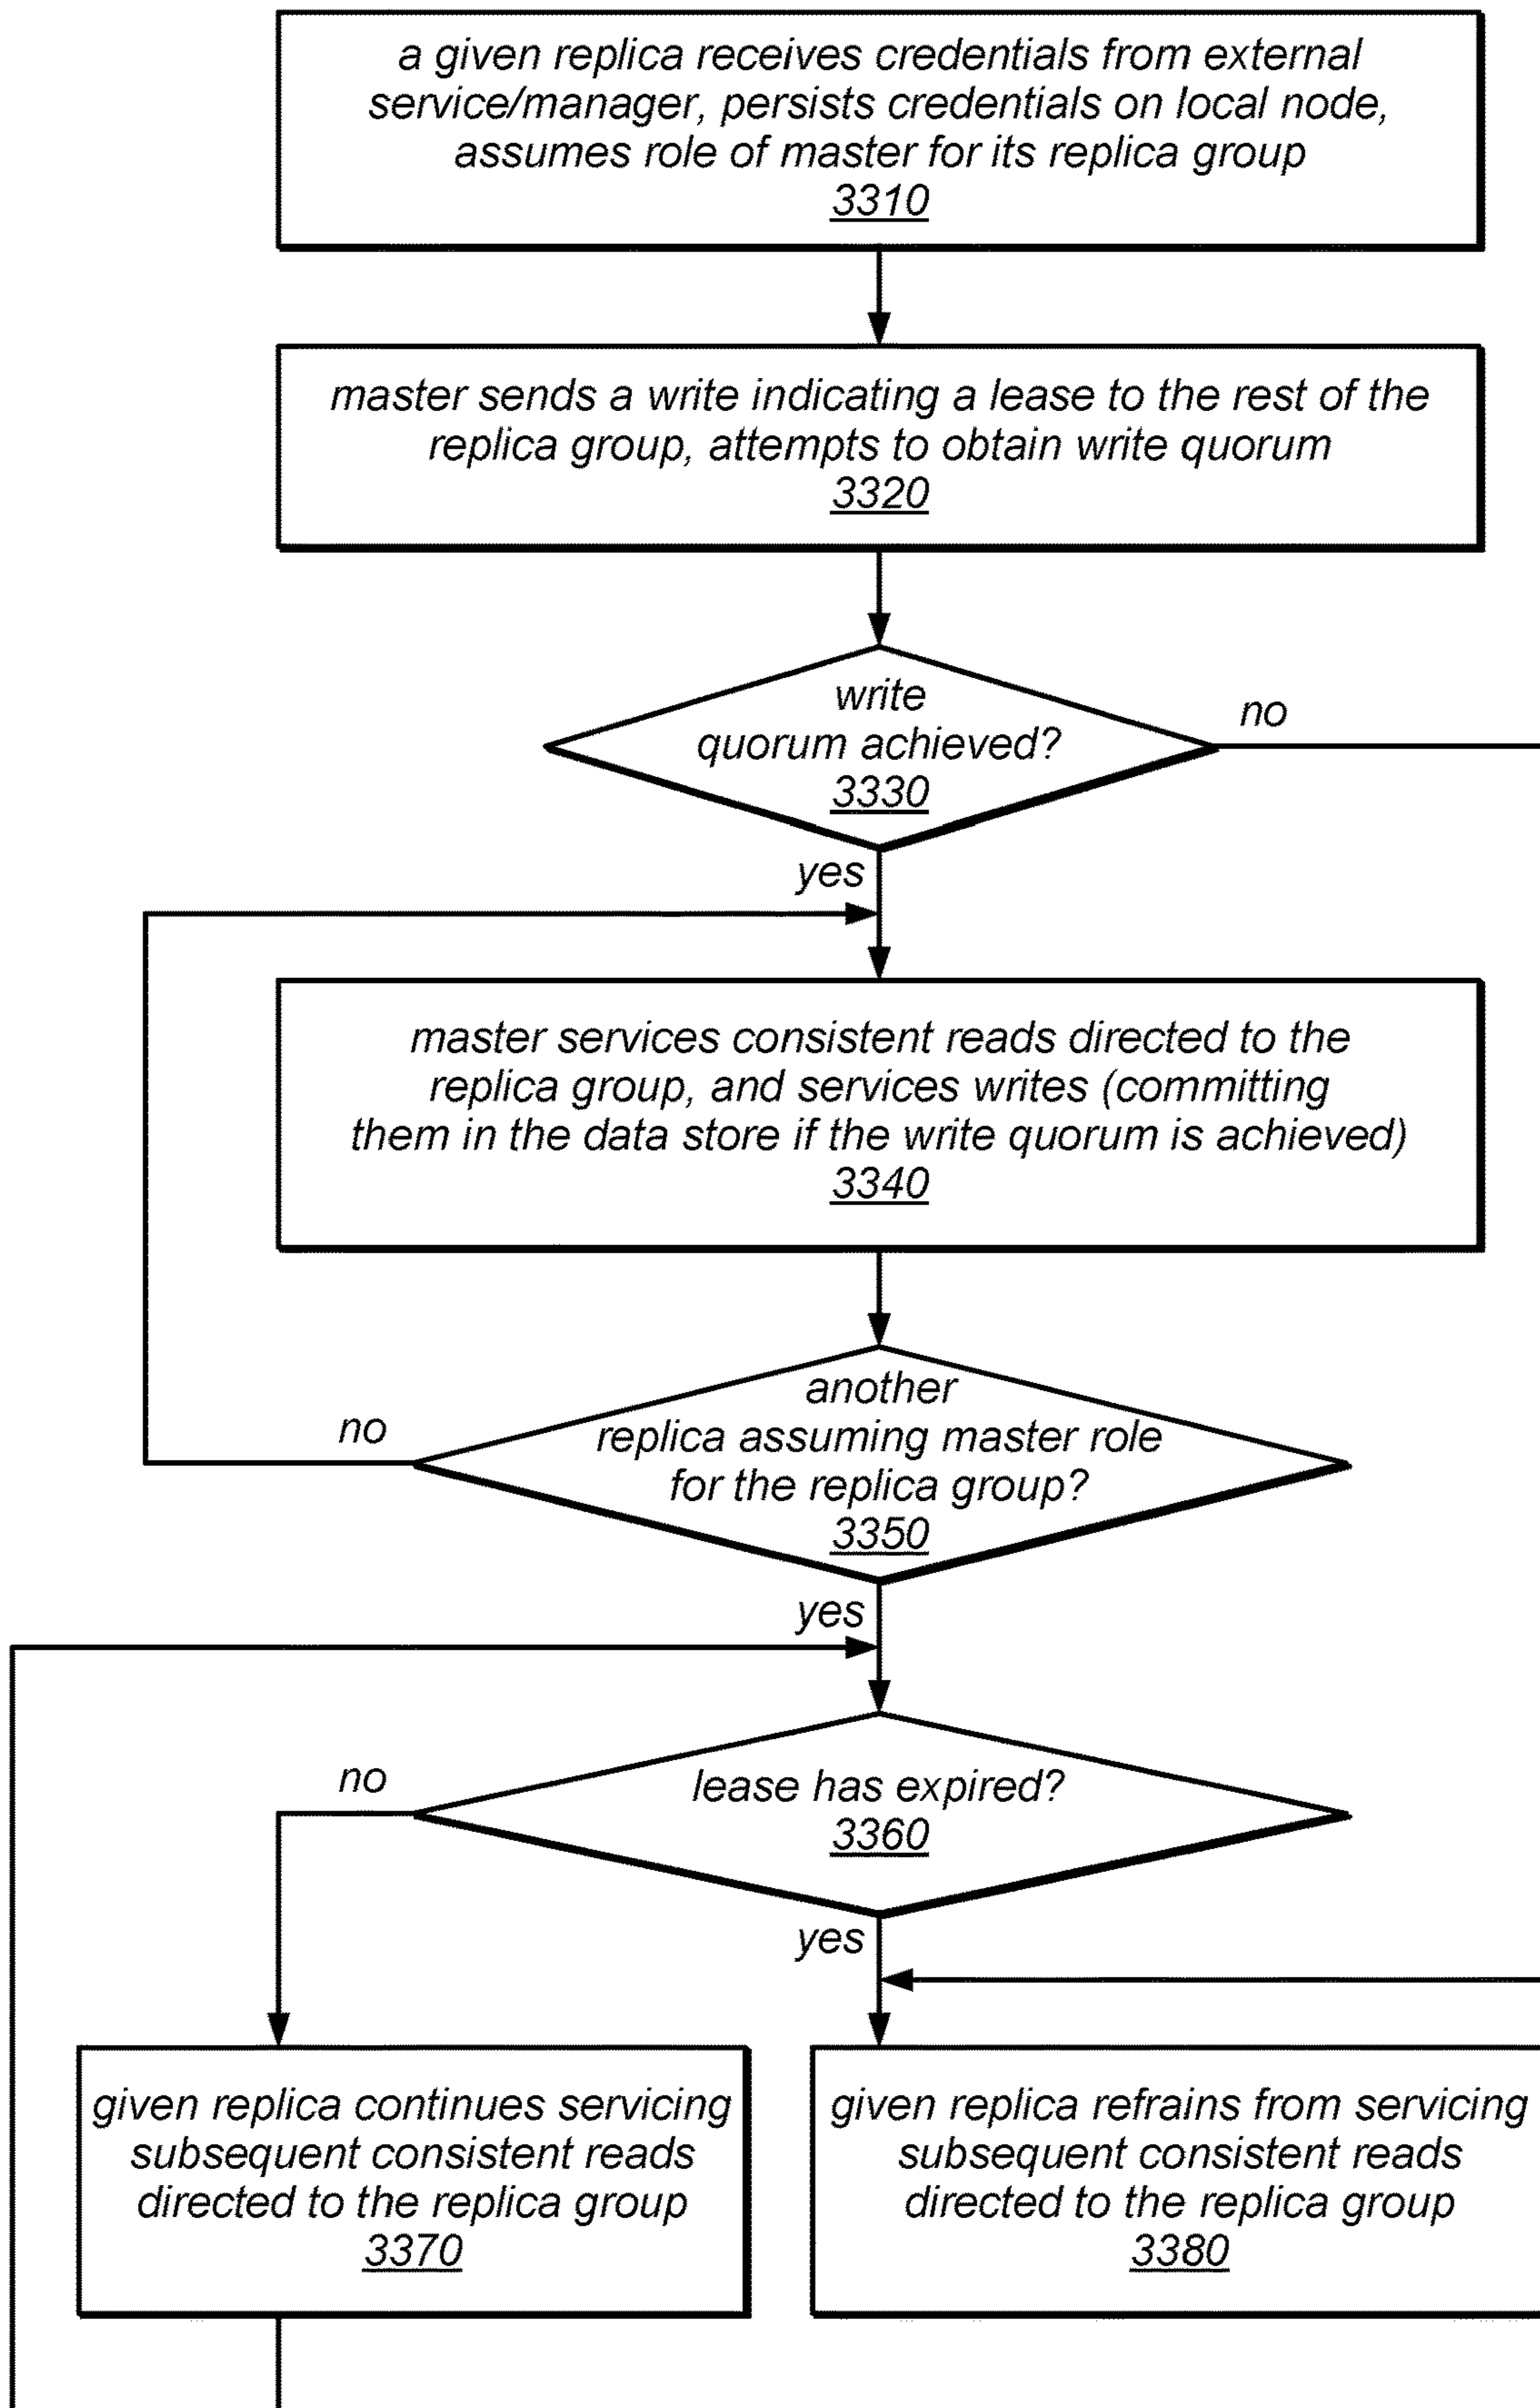 a given replica receives credentials from external
service/manager, persists credentials on local node,
assumes role of master for its replica group
3310
master sends a write indicating a lease to the rest of the
replica group, attempts to obtain write quorum
3320
write
quorum achieved?
3330
no
yes
master services consistent reads directed to the
replica group, and services writes (committing
them in the data store if the write quorum is achieved)
3340
another
replica assuming master role
for the replica group?
3350
no
yes
lease has expired?
3360
no
yes
given replica continues servicing
subsequent consistent reads
directed to the replica group
3370
given replica refrains from servicing
subsequent consistent reads
directed to the replica group
3380